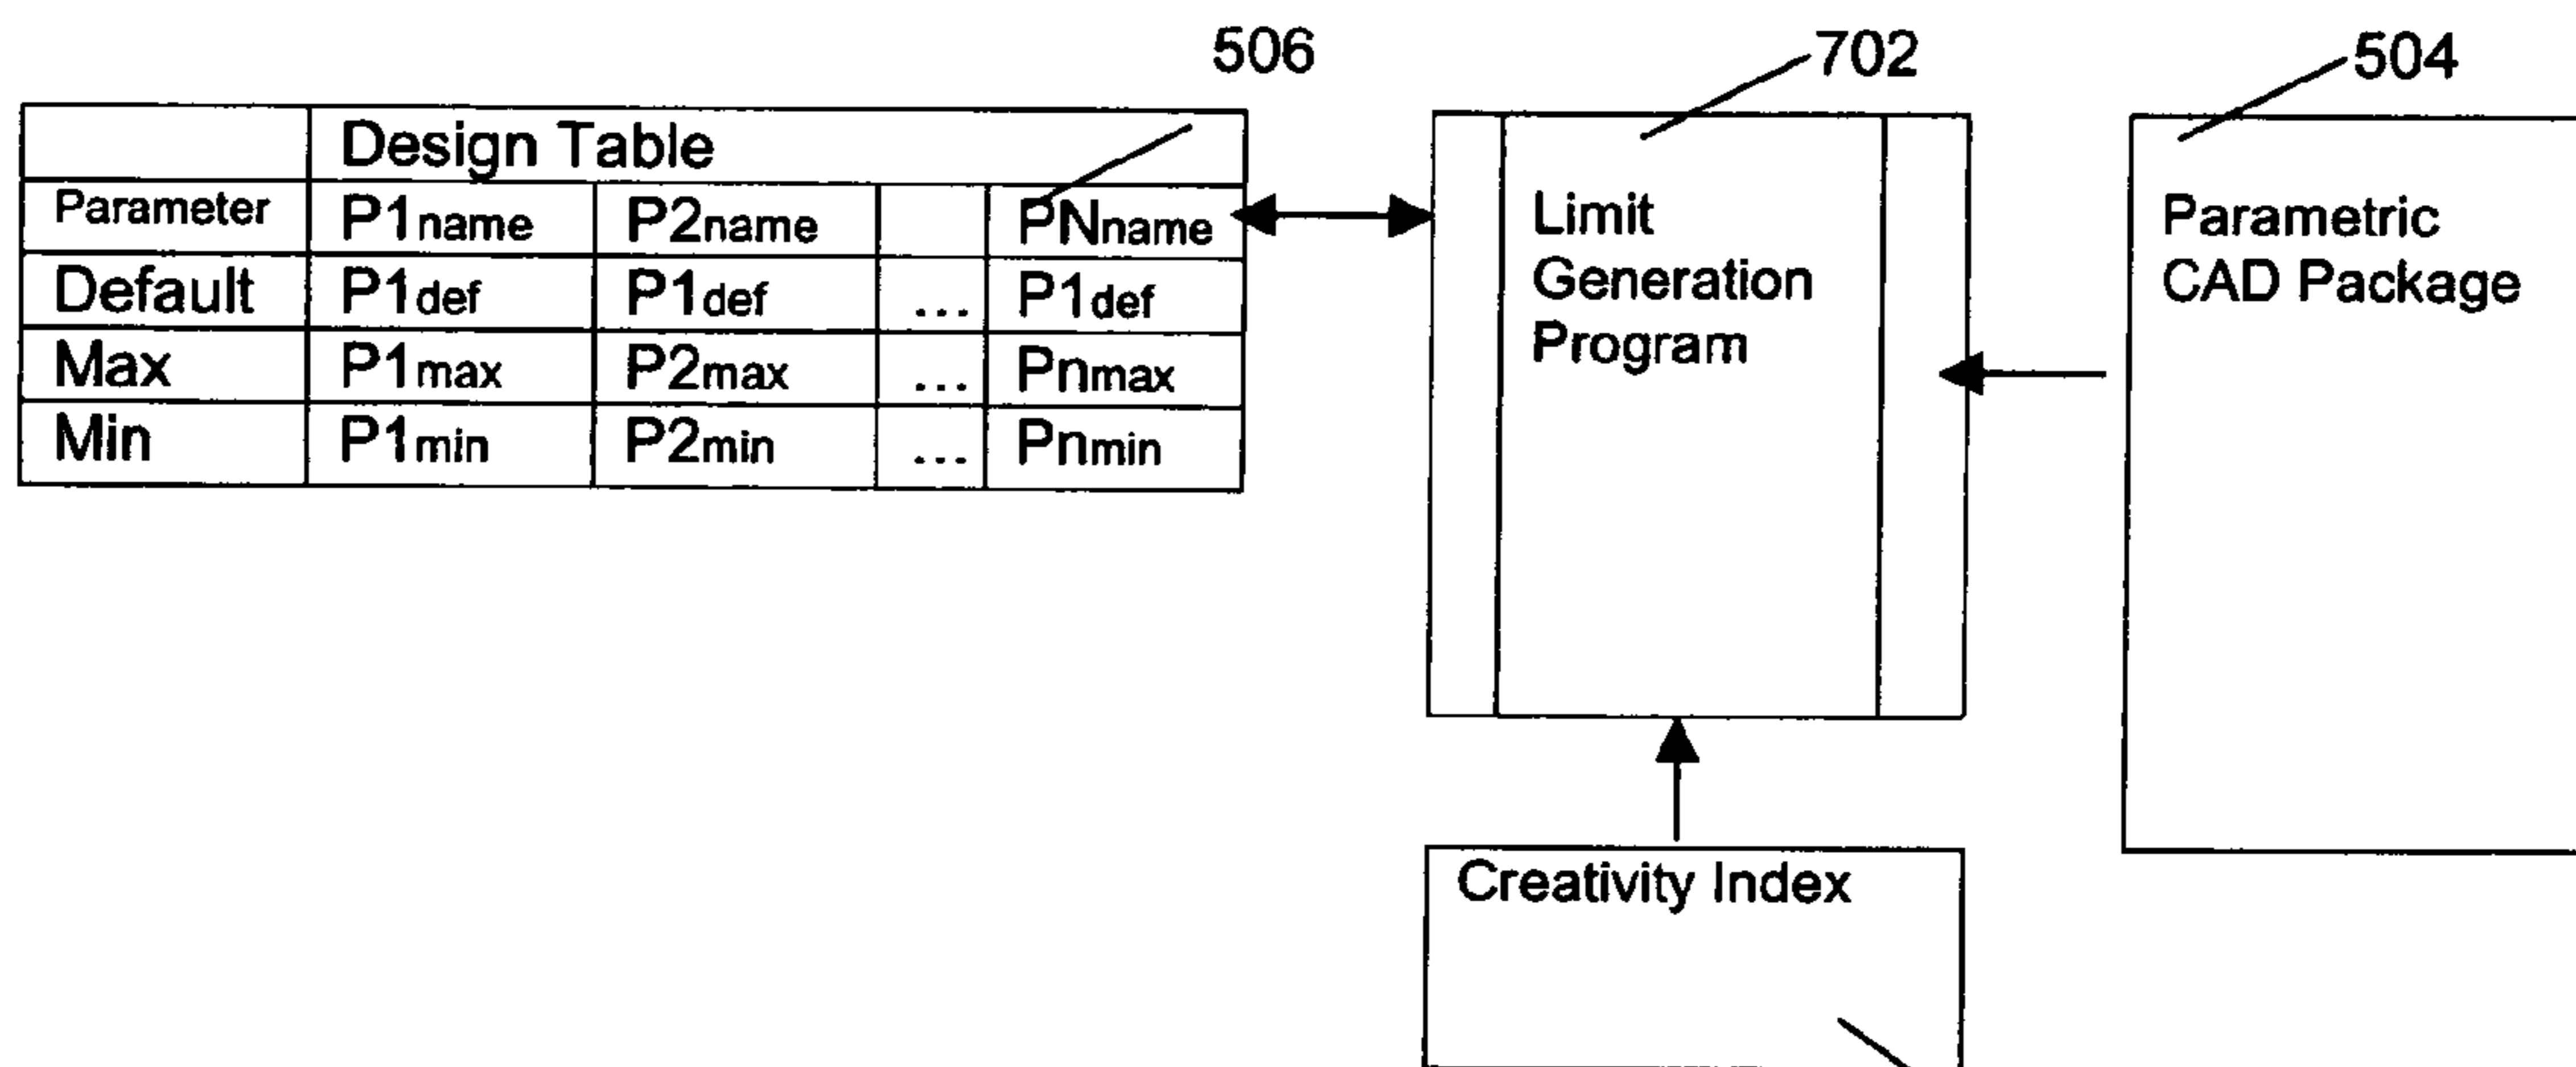 506
702
504
Design Table
Parameter P1name P2name PNname
Default P1def P1def ... P1def
Max P1max P2max ... Pnmax
Min P1min P2min ... Pnmin
Limit
Generation
Program
Parametric
CAD Package
Creativity Index